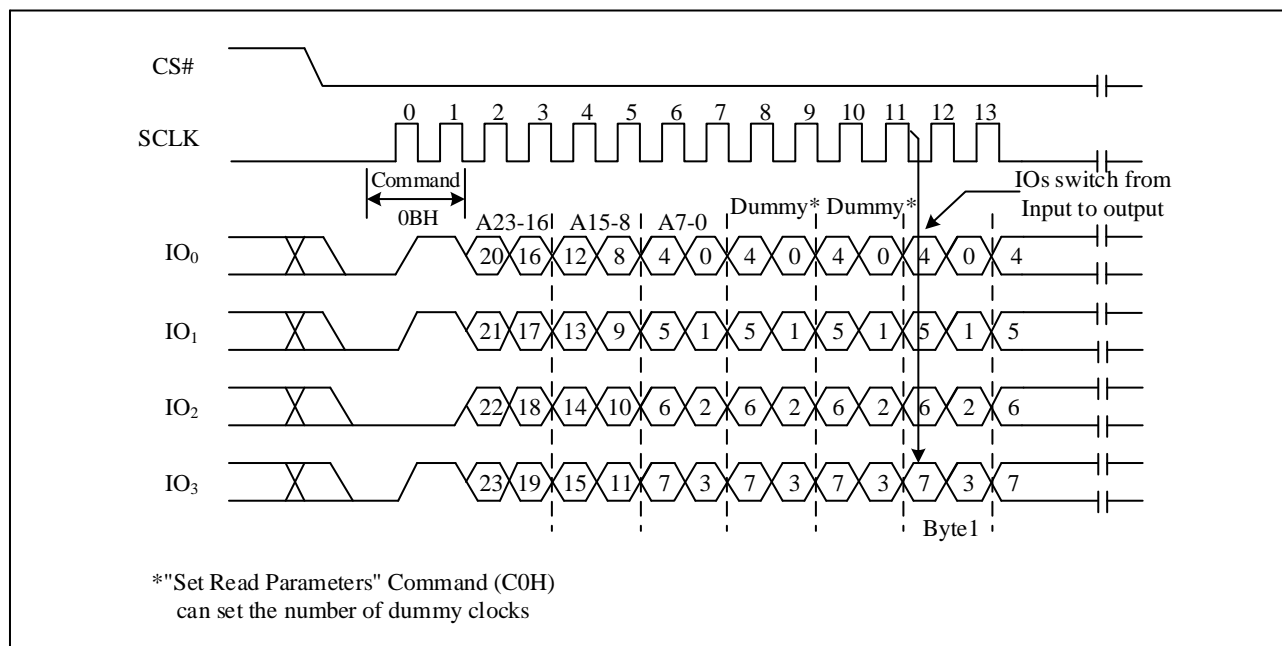 CS#
0 1 2 3 4 5 6 7 8 9 10 11 12 13
SCLK
Command
0BH
IOs switch from
Input to output
Dummy* Dummy*
A23-16 A15-8 A7-0
IO0 20 16 12 8 4 0 4 0 4 0 4 0 4
IO1 21 17 13 9 5 1 5 1 5 1 5 1 5
IO2 22 18 14 10 6 2 6 2 6 2 6 2 6
IO3 23 19 15 11 7 3 7 3 7 3 7 3 7
Byte1
*"Set Read Parameters" Command (C0H)
can set the number of dummy clocks